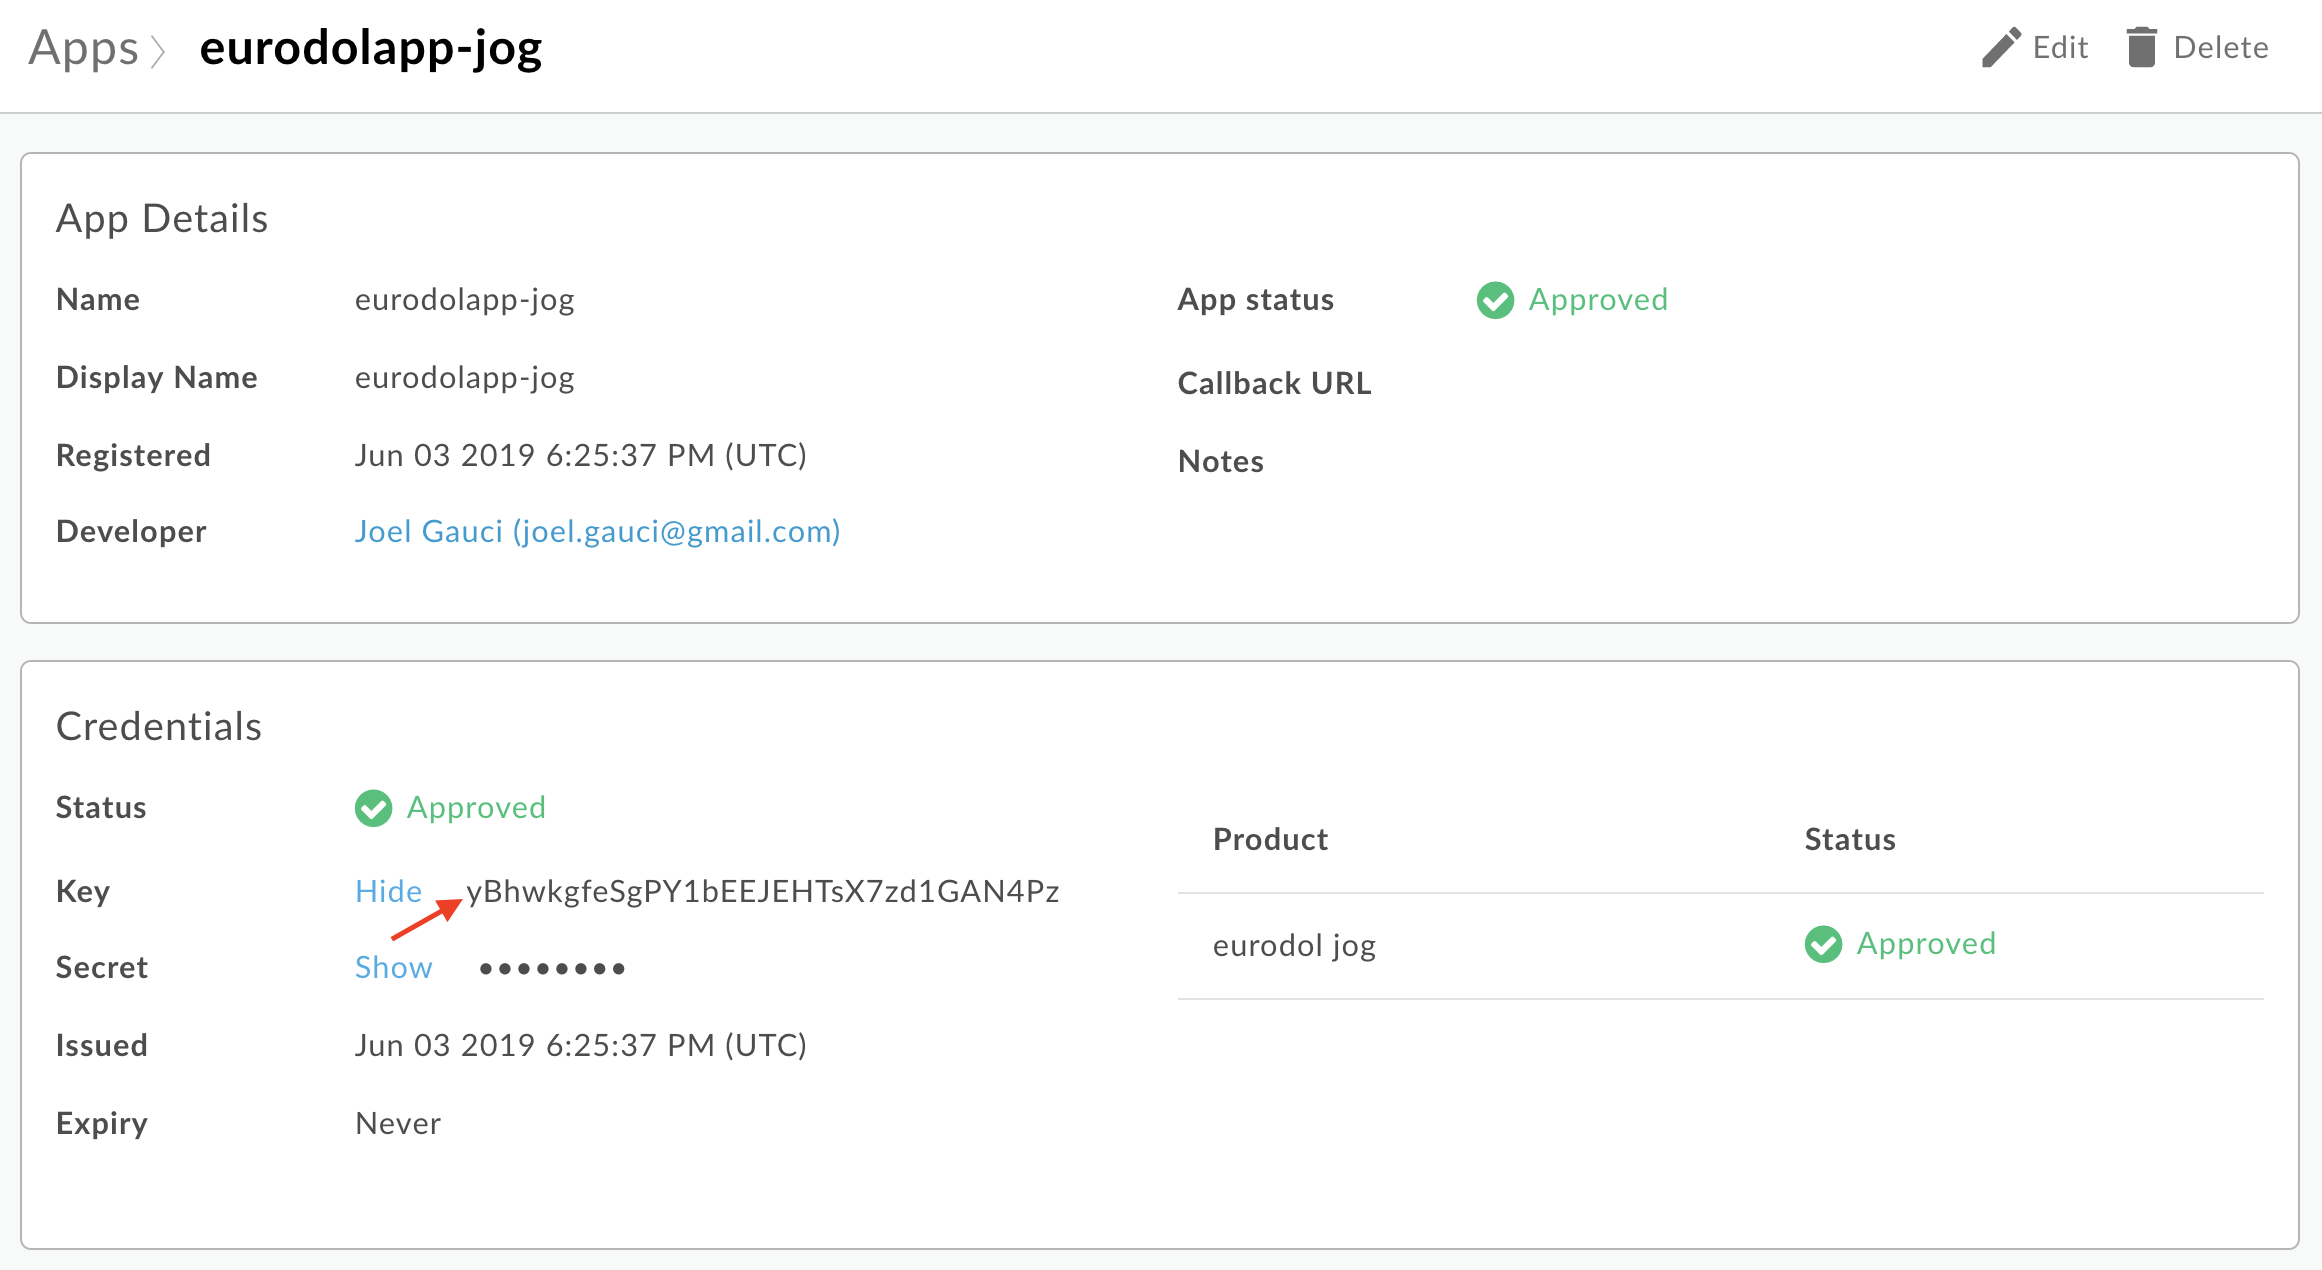 Apps eurodolapp-jog
Edit Delete
App Details
Name eurodolapp-jog
Display Name eurodolapp-jog
Registered Jun 03 2019 6:25:37 PM (UTC)
Developer Joel Gauci (joel.gauci@gmail.com)
App status Approved
Callback URL
Notes
Credentials
Status Approved
Key Hide yBhwkgfeSgPY1bEEJEHTsX7zd1GAN4Pz
Secret Show ••••••••
Issued Jun 03 2019 6:25:37 PM (UTC)
Expiry Never
Product Status
eurodol jog Approved